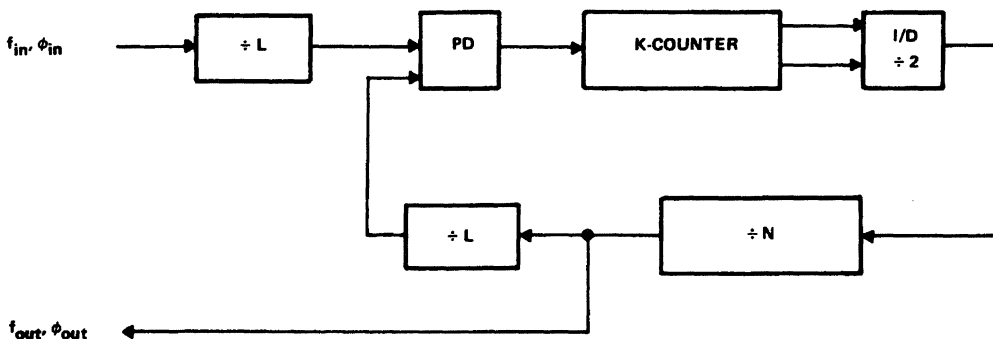 f_in, ϕ_in
÷ L
PD
K-COUNTER
I/D
÷ 2
÷ L
÷ N
f_out, ϕ_out